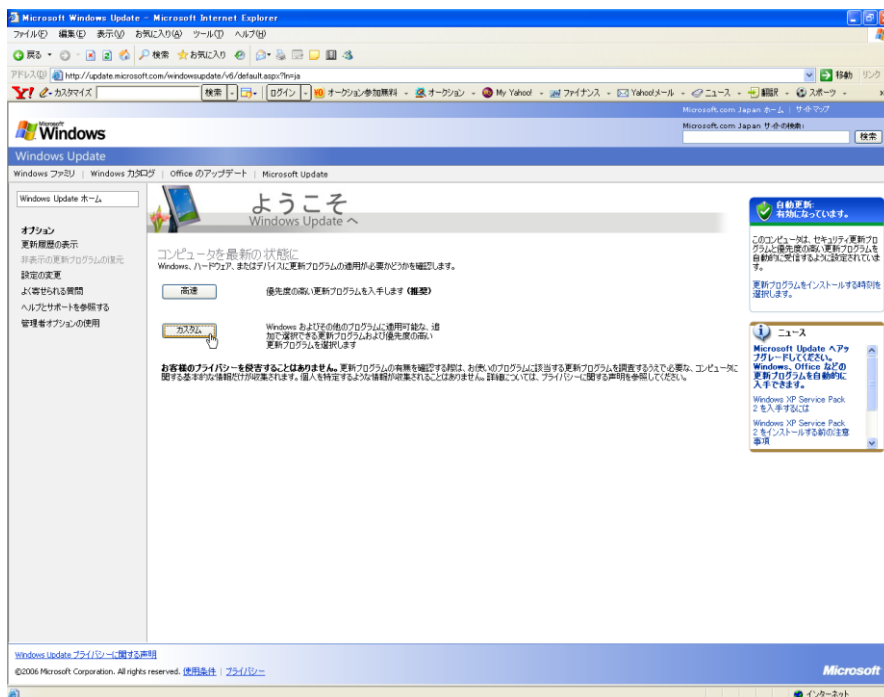 Microsoft Windows Update - Microsoft Internet Explorer
ファイル(F) 編集(E) 表示(V) お気に入り(A) ツール(T) ヘルプ(H)
戻る 検索 お気に入り
アドレス(D) http://update.microsoft.com/windowsupdate/v6/default.aspx?ln=ja 移動 リンク
Y! カスタマイズ 検索 ログイン オークション参加無料 オークション My Yahoo! ファイナンス Yahoo!メール ニュース 翻訳 スポーツ
Microsoft.com Japan ホーム | サイトマップ
Microsoft Windows
Microsoft.com Japan サイトの検索:
検索
Windows Update
Windows ファミリ | Windows カタログ | Office のアップデート | Microsoft Update
Windows Update ホーム
オプション
更新履歴の表示
非表示の更新プログラムの復元
設定の変更
よく寄せられる質問
ヘルプとサポートを参照する
管理者オプションの使用
ようこそ
Windows Update へ
コンピュータを最新の状態に
Windows、ハードウェア、またはデバイスに更新プログラムの適用が必要かどうかを確認します。
高速 優先度の高い更新プログラムを入手します (推奨)
カスタム Windows およびその他のプログラムに適用可能な、追
加で選択できる更新プログラムおよび優先度の高い
更新プログラムを選択します
お客様のプライバシーを侵害することはありません。更新プログラムの有無を確認する際は、お使いのプログラムに該当する更新プログラムを調査するうえで必要な、コンピュータに
関する基本的な情報だけが収集されます。個人を特定するような情報が収集されることはありません。詳細については、プライバシーに関する声明を参照してください。
自動更新:
有効になっています。
このコンピュータは、セキュリティ更新プロ
グラムと優先度の高い更新プログラムを
自動的に受信するように設定されていま
す。
更新プログラムをインストールする時刻を
選択します。
ニュース
Microsoft Update へアッ
プグレードしてください。
Windows、Office などの
更新プログラムを自動的に
入手できます。
Windows XP Service Pack
2 を入手するには
Windows XP Service Pack
2 をインストールする前の注意
事項
Windows Update プライバシーに関する声明
©2006 Microsoft Corporation. All rights reserved. 使用条件 | プライバシー
Microsoft
インターネット